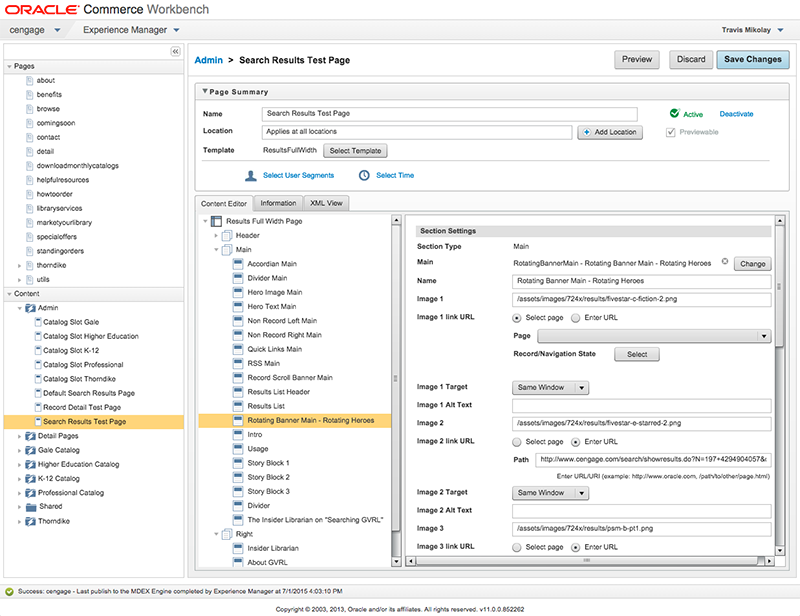 ORACLE Commerce Workbench
cengage Experience Manager Travis Mikolay
Pages
about
benefits
browse
comingsoon
contact
detail
downloadmonthlycatalogs
helpfulresources
howtoorder
libraryservices
marketyourlibrary
specialoffers
standingorders
thorndike
utils
Content
Admin
Catalog Slot Gale
Catalog Slot Higher Education
Catalog Slot K-12
Catalog Slot Professional
Catalog Slot Thorndike
Default Search Results Page
Record Detail Test Page
Search Results Test Page
Detail Pages
Gale Catalog
Higher Education Catalog
K-12 Catalog
Professional Catalog
Shared
Thorndike
Admin > Search Results Test Page
Preview Discard Save Changes
Page Summary
Name Search Results Test Page Active Deactivate
Location Applies at all locations Add Location Previewable
Template ResultsFullWidth Select Template
Select User Segments Select Time
Content Editor Information XML View
Results Full Width Page
Header
Main
Accordian Main
Divider Main
Hero Image Main
Hero Text Main
Non Record Left Main
Non Record Right Main
Quick Links Main
RSS Main
Record Scroll Banner Main
Results List Header
Results List
Rotating Banner Main - Rotating Heroes
Intro
Usage
Story Block 1
Story Block 2
Story Block 3
Divider
The Insider Librarian on "Searching GVRL"
Right
Insider Librarian
About GVRL
Section Settings
Section Type Main
Main RotatingBannerMain - Rotating Banner Main - Rotating Heroes Change
Name Rotating Banner Main - Rotating Heroes
Image 1 /assets/images/724x/results/fivestar-c-fiction-2.png
Image 1 link URL Select page Enter URL
Page
Record/Navigation State Select
Image 1 Target Same Window
Image 1 Alt Text
Image 2 /assets/images/724x/results/fivestar-e-starred-2.png
Image 2 link URL Select page Enter URL
Path http://www.cengage.com/search/showresults.do?N=197+4294904057&
Enter URL/URI (example: http://www.oracle.com, /path/to/other/page.html)
Image 2 Target Same Window
Image 2 Alt Text
Image 3 /assets/images/724x/results/psm-b-pt1.png
Image 3 link URL Select page Enter URL
Success: cengage - Last publish to the MDEX Engine completed by Experience Manager at 7/1/2015 4:03:10 PM
Copyright © 2003, 2013, Oracle and/or its affiliates. All rights reserved. v11.0.0.852262